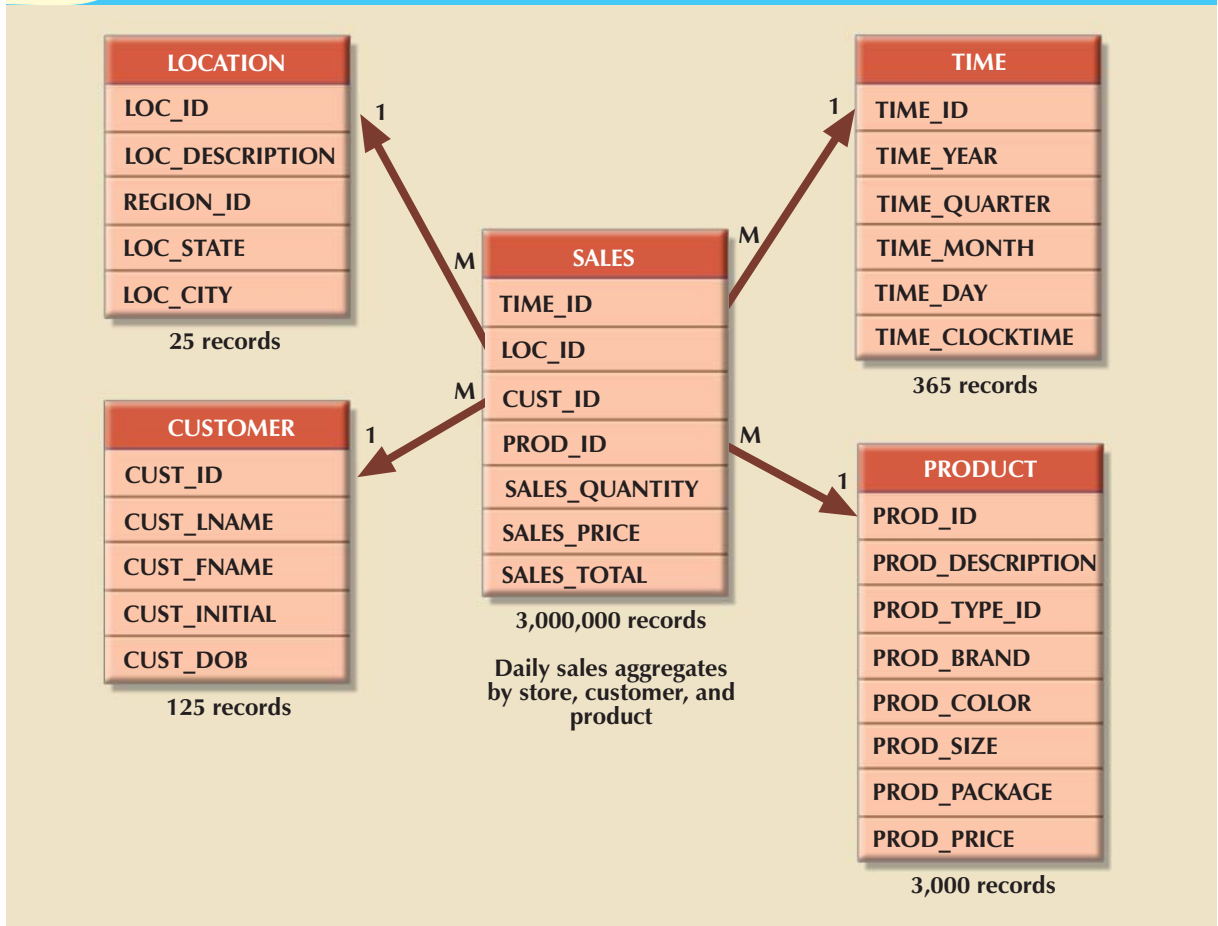 LOCATION
LOC_ID
LOC_DESCRIPTION
REGION_ID
LOC_STATE
LOC_CITY
25 records
1
M
CUSTOMER
CUST_ID
CUST_LNAME
CUST_FNAME
CUST_INITIAL
CUST_DOB
125 records
1
M
SALES
TIME_ID
LOC_ID
CUST_ID
PROD_ID
SALES_QUANTITY
SALES_PRICE
SALES_TOTAL
3,000,000 records
Daily sales aggregates
by store, customer, and
product
M
1
TIME
TIME_ID
TIME_YEAR
TIME_QUARTER
TIME_MONTH
TIME_DAY
TIME_CLOCKTIME
365 records
M
1
PRODUCT
PROD_ID
PROD_DESCRIPTION
PROD_TYPE_ID
PROD_BRAND
PROD_COLOR
PROD_SIZE
PROD_PACKAGE
PROD_PRICE
3,000 records